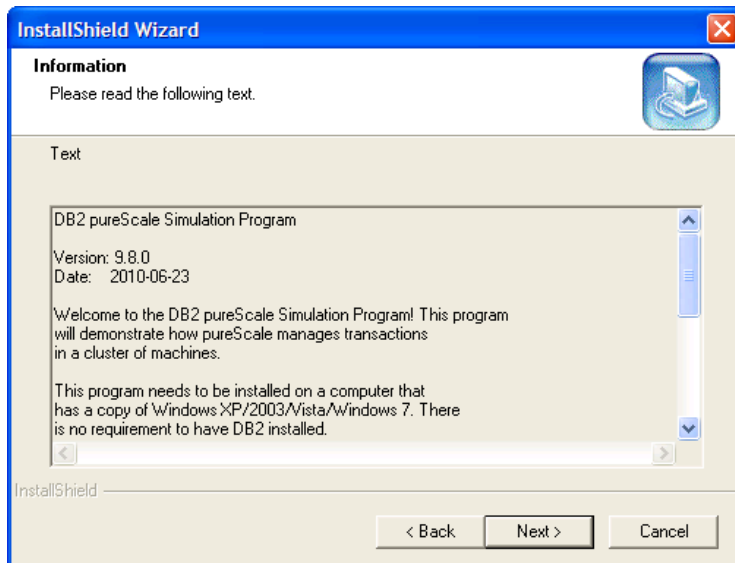 InstallShield Wizard
Information
Please read the following text.
Text
DB2 pureScale Simulation Program
Version: 9.8.0
Date: 2010-06-23
Welcome to the DB2 pureScale Simulation Program! This program
will demonstrate how pureScale manages transactions
in a cluster of machines.
This program needs to be installed on a computer that
has a copy of Windows XP/2003/Vista/Windows 7. There
is no requirement to have DB2 installed.
InstallShield
< Back Next > Cancel